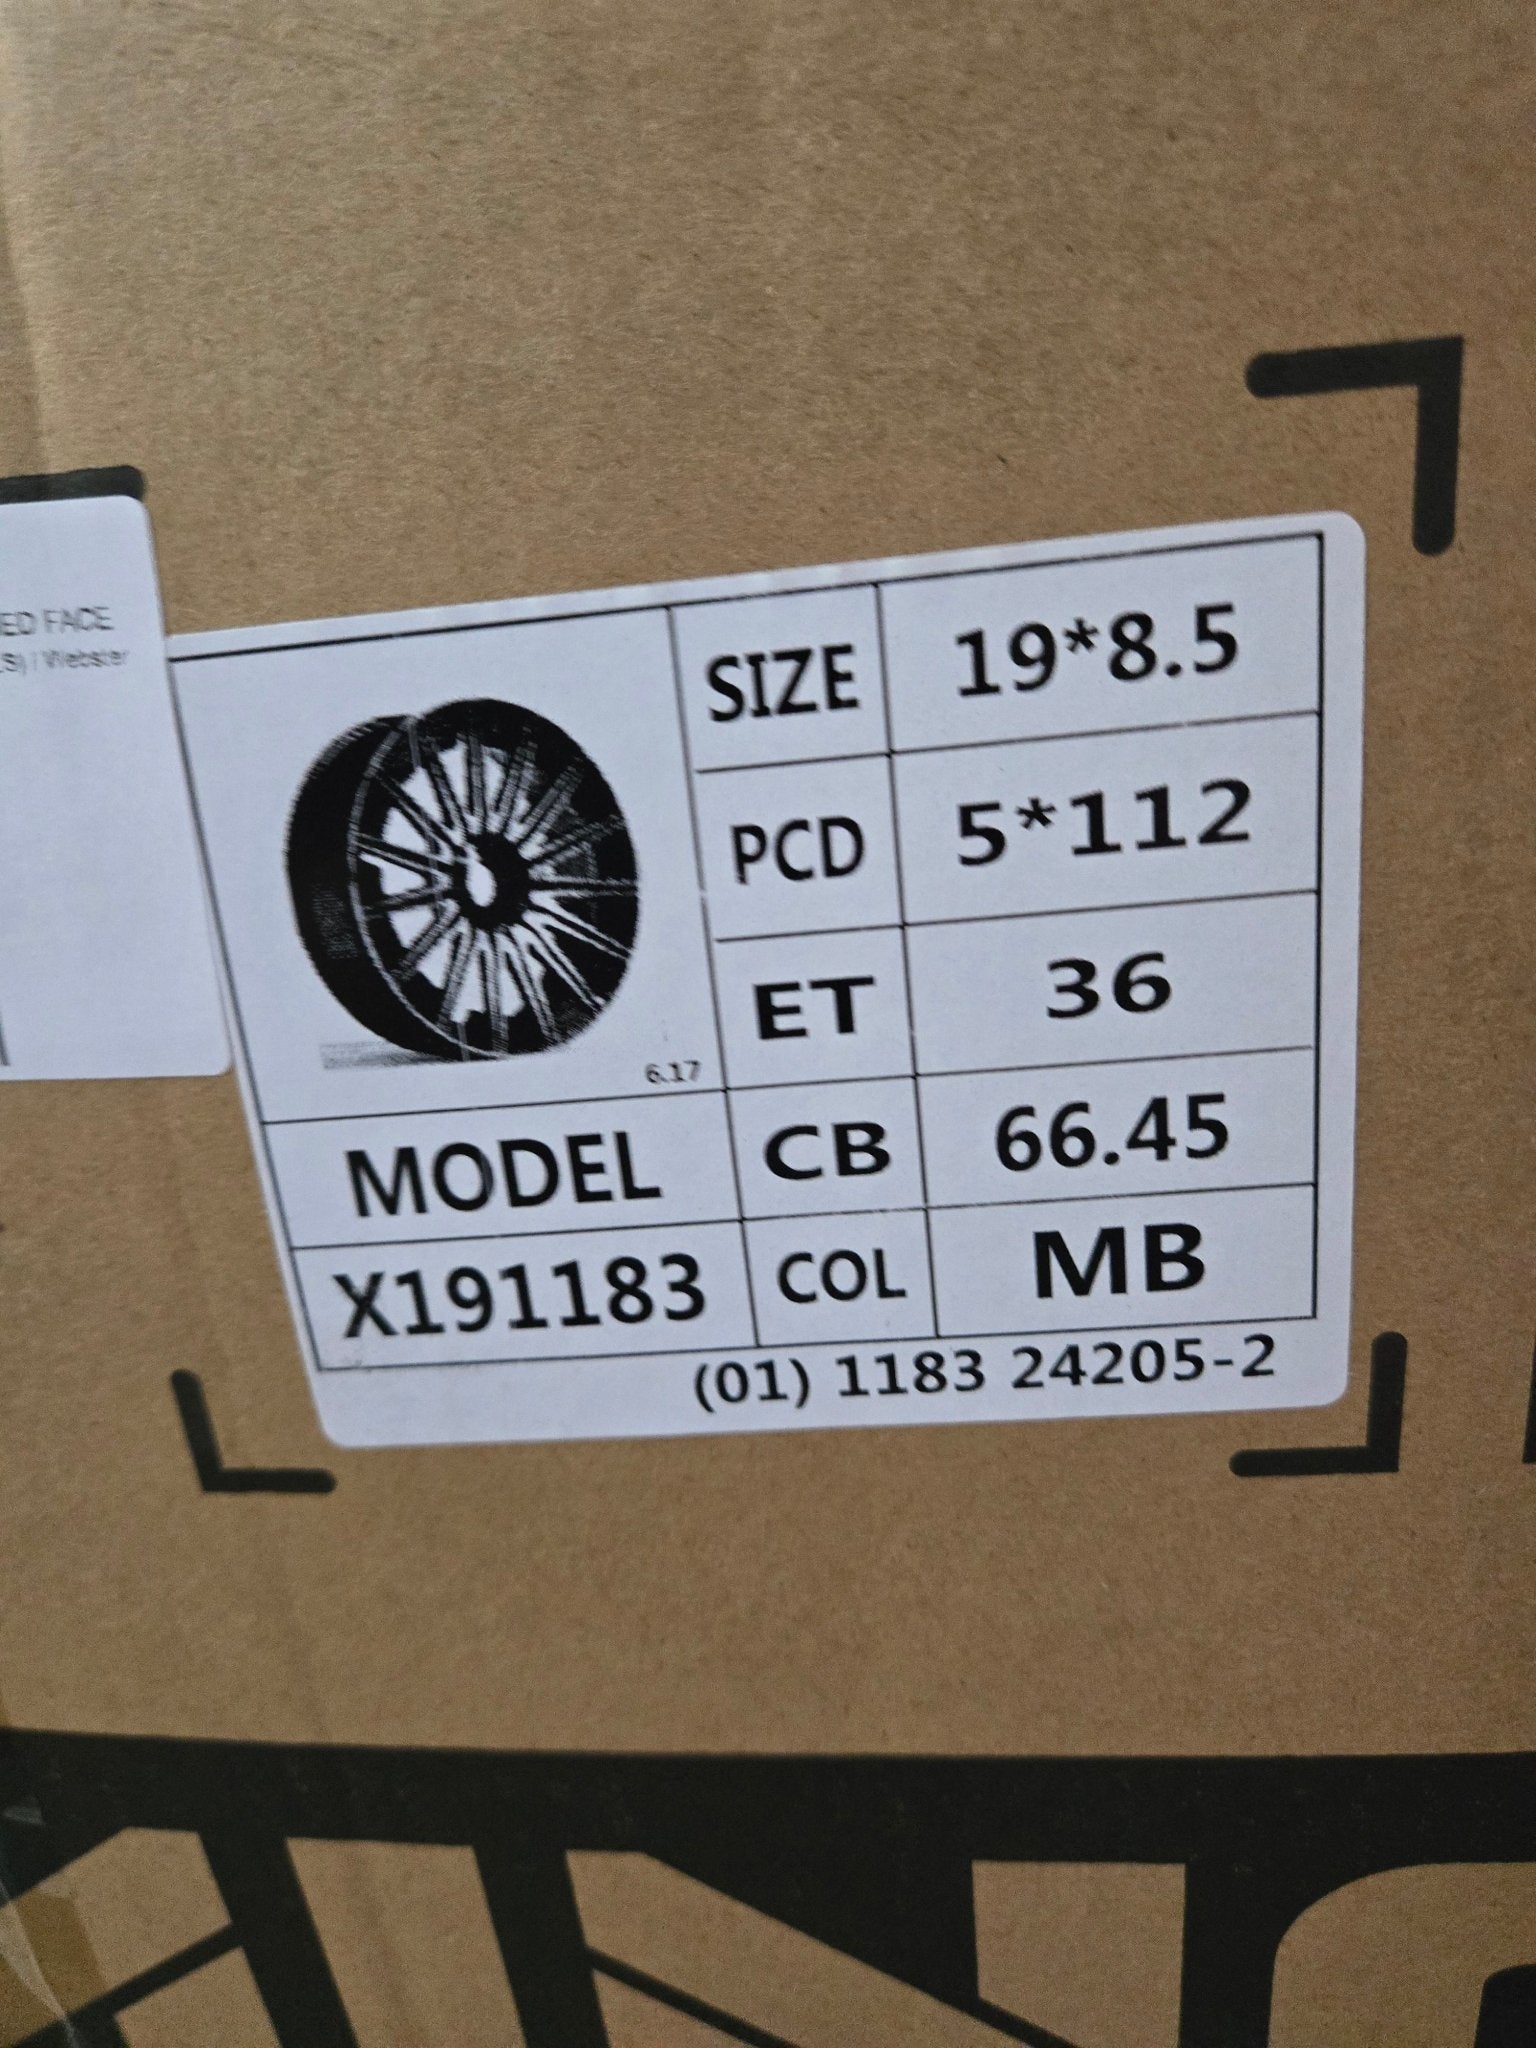 ED FACE
Webster
SIZE 19*8.5
PCD 5*112
ET 36
6.17
MODEL CB 66.45
X191183 COL MB
(01) 1183 24205-2